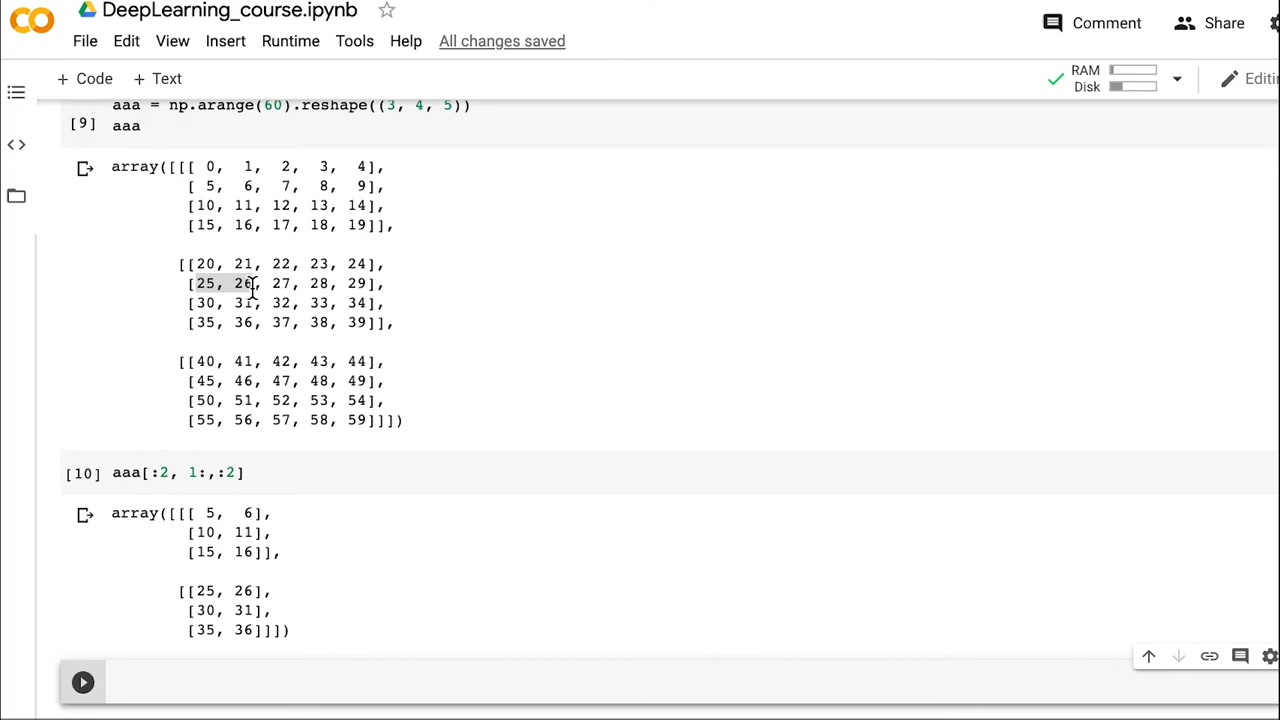 DeepLearning_course.ipynb
File Edit View Insert Runtime Tools Help All changes saved
Comment Share
+ Code + Text
RAM
Disk
Editi
aaa = np.arange(60).reshape((3, 4, 5))
[9] aaa
array([[[ 0, 1, 2, 3, 4],
[ 5, 6, 7, 8, 9],
[10, 11, 12, 13, 14],
[15, 16, 17, 18, 19]],
[[20, 21, 22, 23, 24],
[25, 26, 27, 28, 29],
[30, 31, 32, 33, 34],
[35, 36, 37, 38, 39]],
[[40, 41, 42, 43, 44],
[45, 46, 47, 48, 49],
[50, 51, 52, 53, 54],
[55, 56, 57, 58, 59]]])
[10] aaa[:2, 1:,:2]
array([[[ 5, 6],
[10, 11],
[15, 16]],
[[25, 26],
[30, 31],
[35, 36]]])